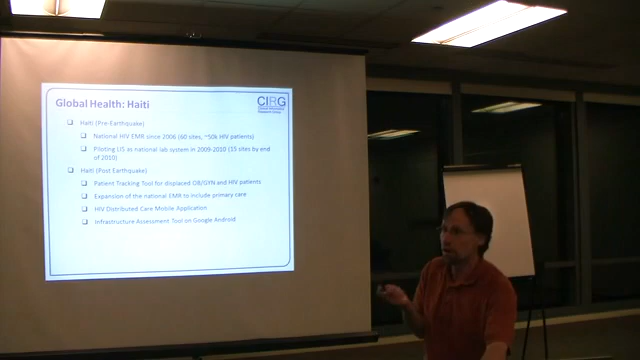 Global Health: Haiti
CIRG
Haiti (Pre-Earthquake)
National HIV EMR since 2006 (60 sites, ~50k HIV patients)
Piloting LIS as national lab system in 2009-2010 (15 sites by end
of 2010)
Haiti (Post Earthquake)
Patient Tracking Tool for displaced OB/GYN and HIV patients
Expansion of the national EMR to include primary care
HIV Distributed Care Mobile Application
Infrastructure Assessment Tool on Google Android